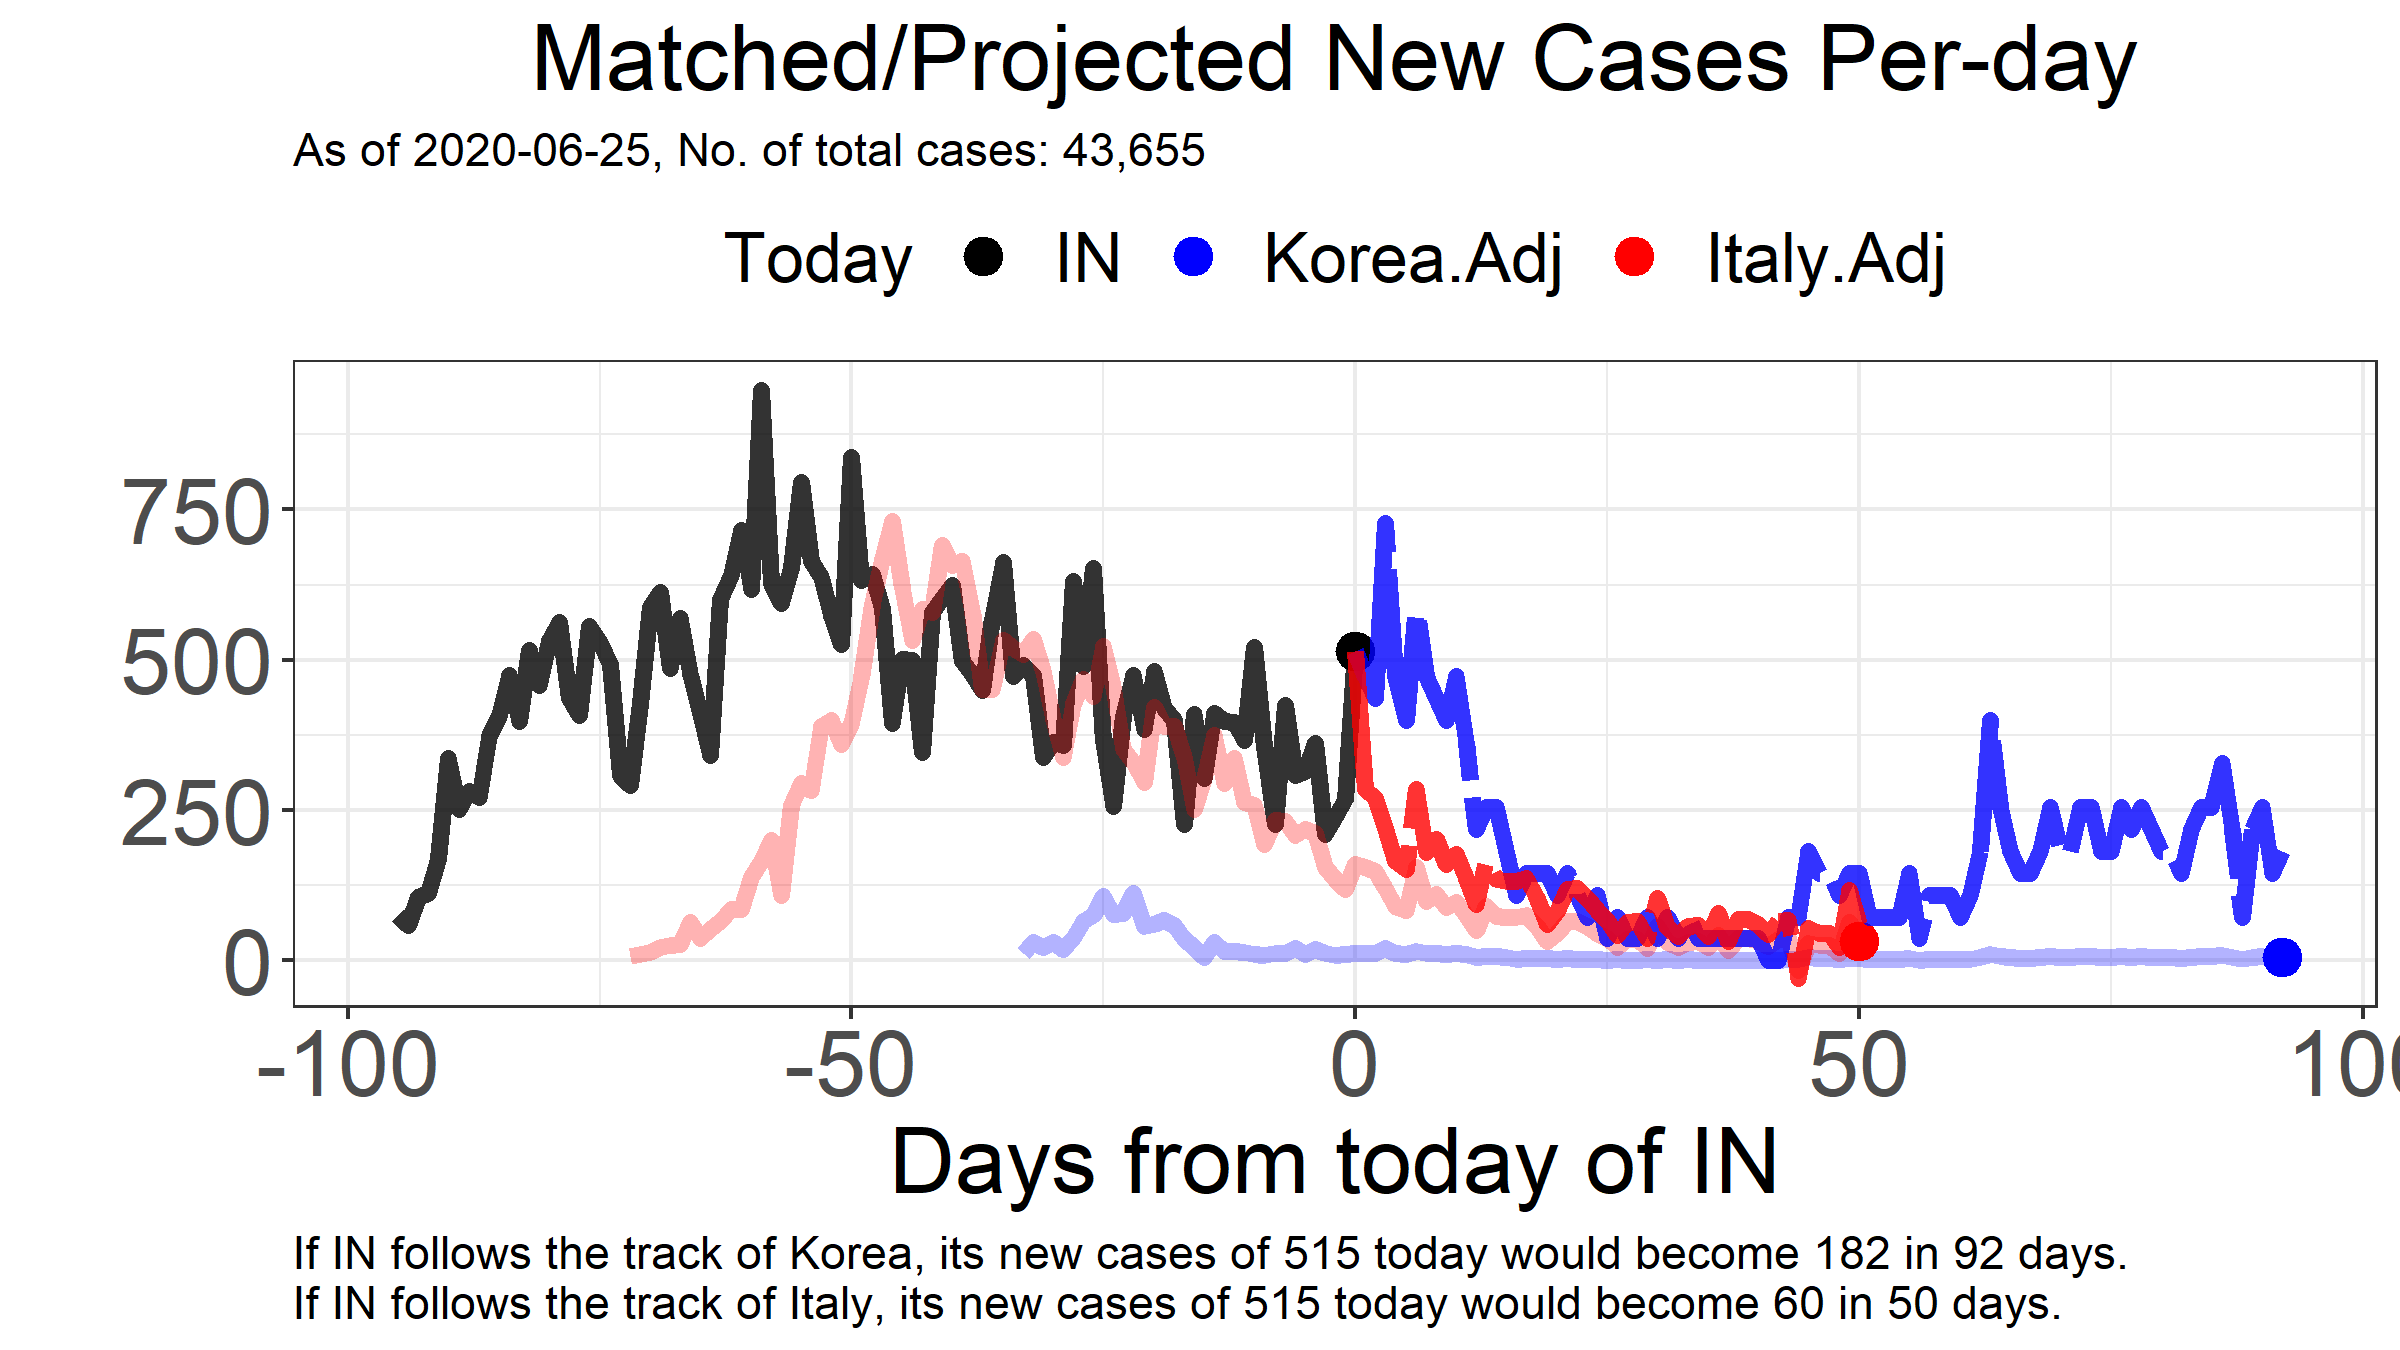 Matched/Projected New Cases Per-day
As of 2020-06-25, No. of total cases: 43,655
Today IN Korea.Adj Italy.Adj
750
500
250
0
-100 -50 0 50 100
Days from today of IN
If IN follows the track of Korea, its new cases of 515 today would become 182 in 92 days.
If IN follows the track of Italy, its new cases of 515 today would become 60 in 50 days.